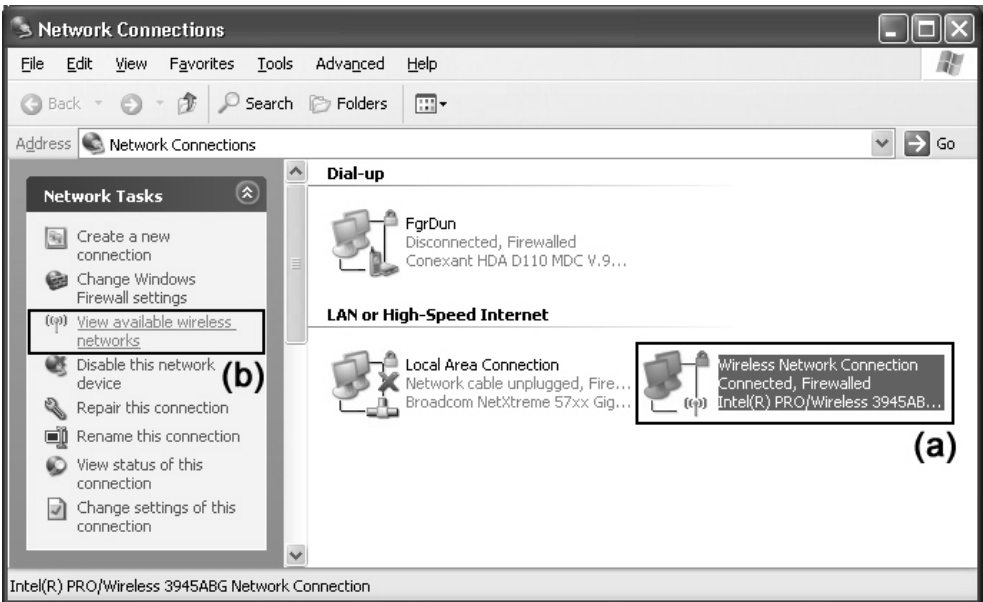 Network Connections
File Edit View Favorites Tools Advanced Help
Back Search Folders
Address Network Connections Go
Network Tasks
Create a new
connection
Change Windows
Firewall settings
View available wireless
networks
Disable this network
device
(b)
Repair this connection
Rename this connection
View status of this
connection
Change settings of this
connection
Dial-up
FgrDun
Disconnected, Firewalled
Conexant HDA D110 MDC V.9...
LAN or High-Speed Internet
Local Area Connection
Network cable unplugged, Fire...
Broadcom NetXtreme 57xx Gig...
Wireless Network Connection
Connected, Firewalled
Intel(R) PRO/Wireless 3945AB...
(a)
Intel(R) PRO/Wireless 3945ABG Network Connection